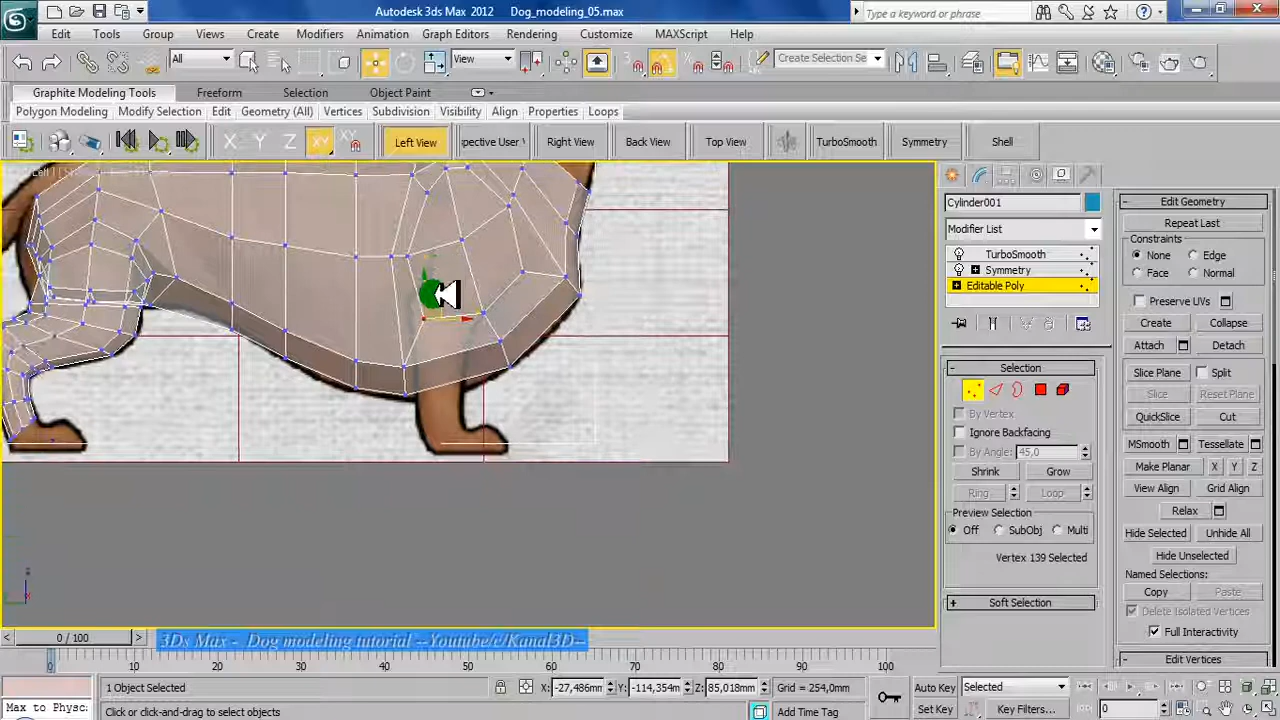 Autodesk 3ds Max 2012 Dog_modeling_05.max
Type a keyword or phrase
Edit Tools Group Views Create Modifiers Animation Graph Editors Rendering Customize MAXScript Help
All View Create Selection Se
Graphite Modeling Tools Freeform Selection Object Paint
Polygon Modeling Modify Selection Edit Geometry (All) Vertices Subdivision Visibility Align Properties Loops
X Y Z XY XY Left View pective User V Right View Back View Top View TurboSmooth Symmetry Shell
Cylinder001
Modifier List
TurboSmooth
Symmetry
Editable Poly
Selection
By Vertex
Ignore Backfacing
By Angle: 45,0
Shrink Grow
Ring Loop
Preview Selection
Off SubObj Multi
Vertex 139 Selected
Soft Selection
Edit Geometry
Repeat Last
Constraints
None Edge
Face Normal
Preserve UVs
Create Collapse
Attach Detach
Slice Plane Split
Slice Reset Plane
QuickSlice Cut
MSmooth Tessellate
Make Planar X Y Z
View Align Grid Align
Relax
Hide Selected Unhide All
Hide Unselected
Named Selections:
Copy Paste
Delete Isolated Vertices
Full Interactivity
Edit Vertices
0 / 100
3Ds Max - Dog modeling tutorial --Youtube/c/Kanal3D--
0 10 20 30 40 50 60 70 80 90 100
1 Object Selected X: -27,486mm Y: -114,354m Z: 85,018mm Grid = 254,0mm Auto Key Selected
Max to Physc Click or click-and-drag to select objects Add Time Tag Set Key Key Filters... 0